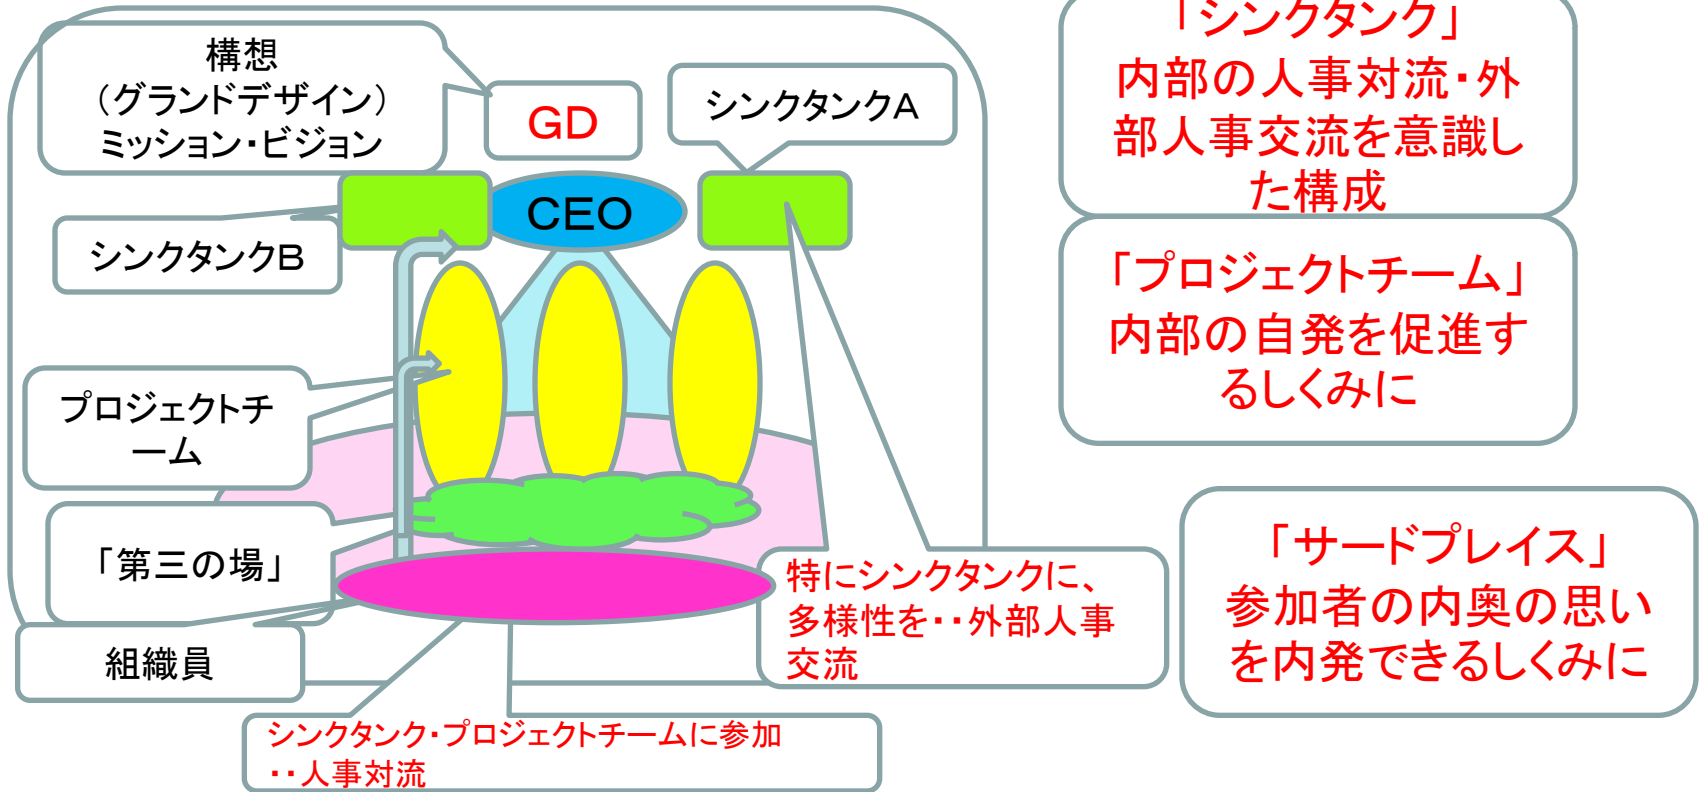 構想
（グランドデザイン）
ミッション・ビジョン
GD
シンクタンクA
CEO
シンクタンクB
プロジェクトチ
ーム
「第三の場」
組織員
特にシンクタンクに、
多様性を・・外部人事
交流
シンクタンク・プロジェクトチームに参加
・・人事対流
「シンクタンク」
内部の人事対流・外
部人事交流を意識し
た構成
「プロジェクトチーム」
内部の自発を促進す
るしくみに
「サードプレイス」
参加者の内奥の思い
を内発できるしくみに